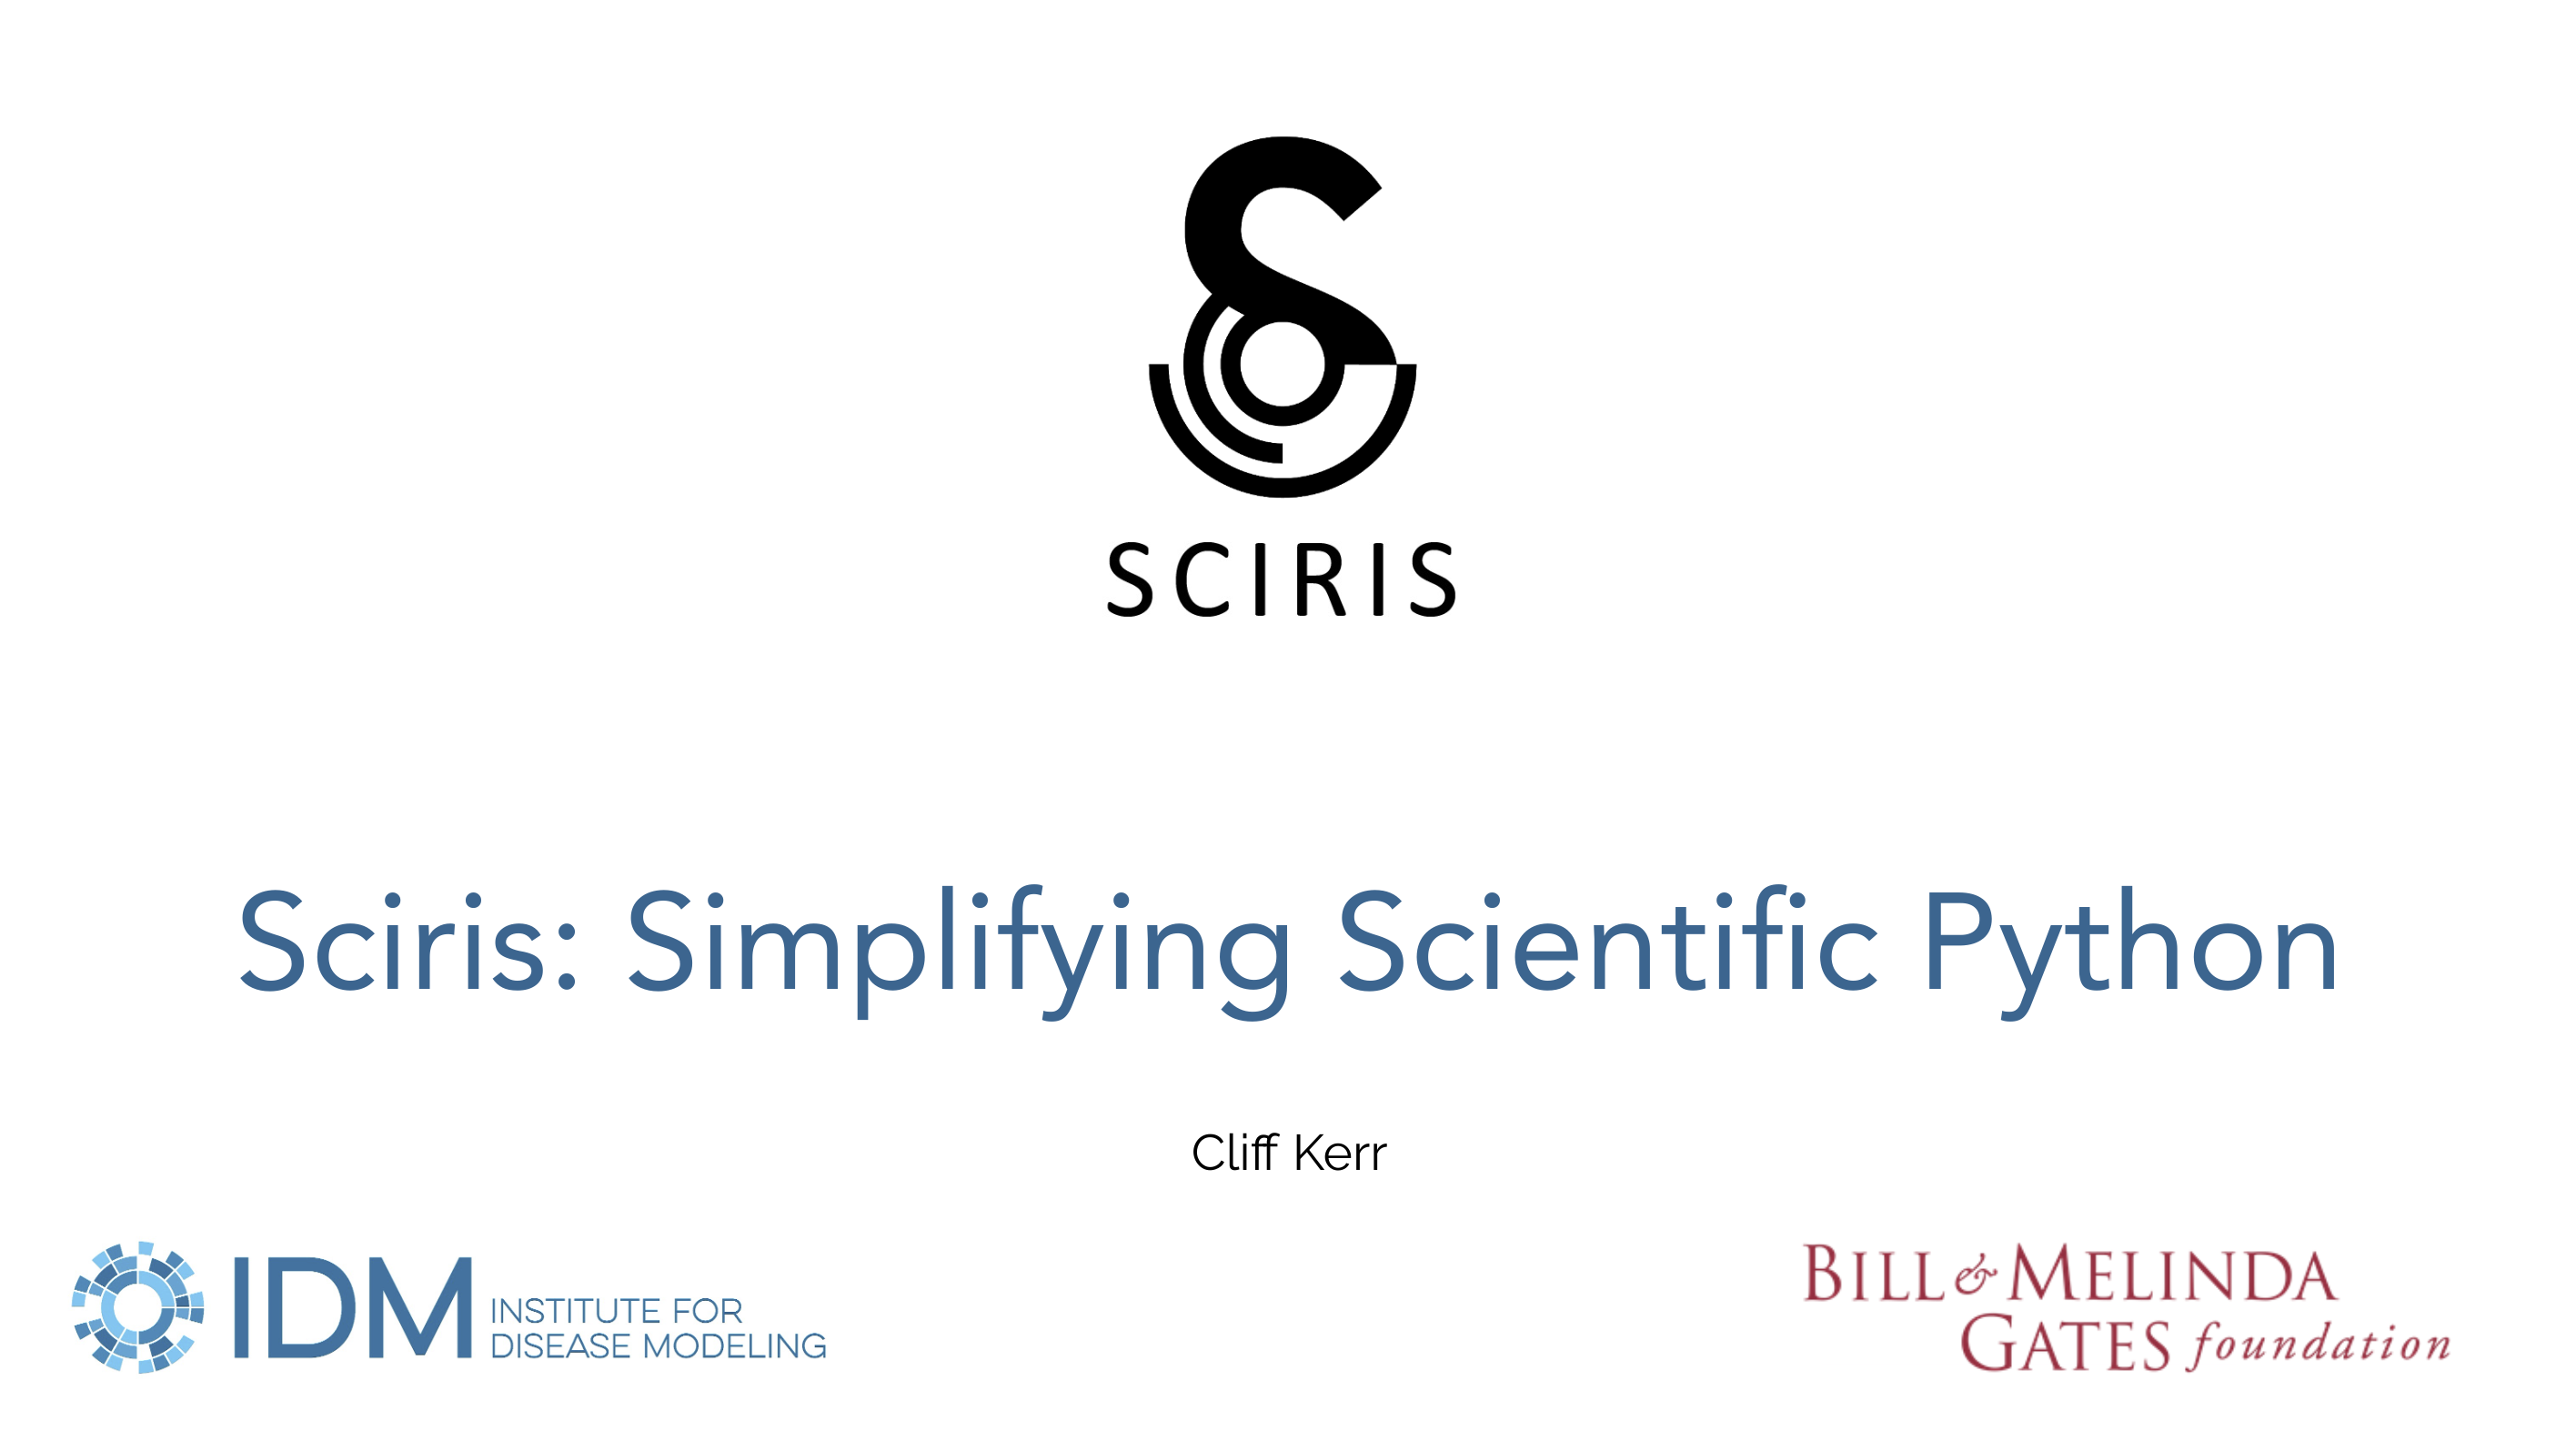 SCIRIS
Sciris: Simplifying Scientific Python
Cliff Kerr
IDM INSTITUTE FOR
DISEASE MODELING
BILL & MELINDA
GATES foundation